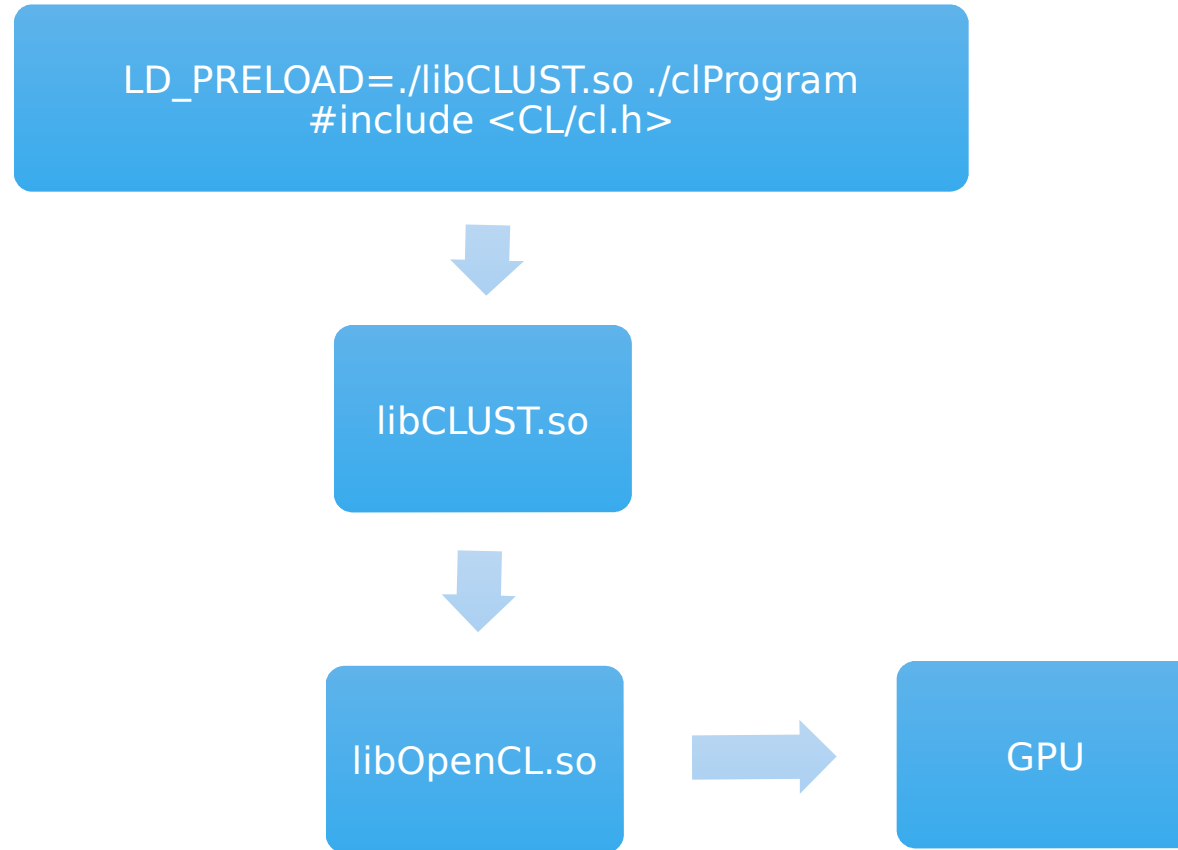 LD_PRELOAD=./libCLUST.so ./clProgram
#include <CL/cl.h>
libCLUST.so
libOpenCL.so
GPU